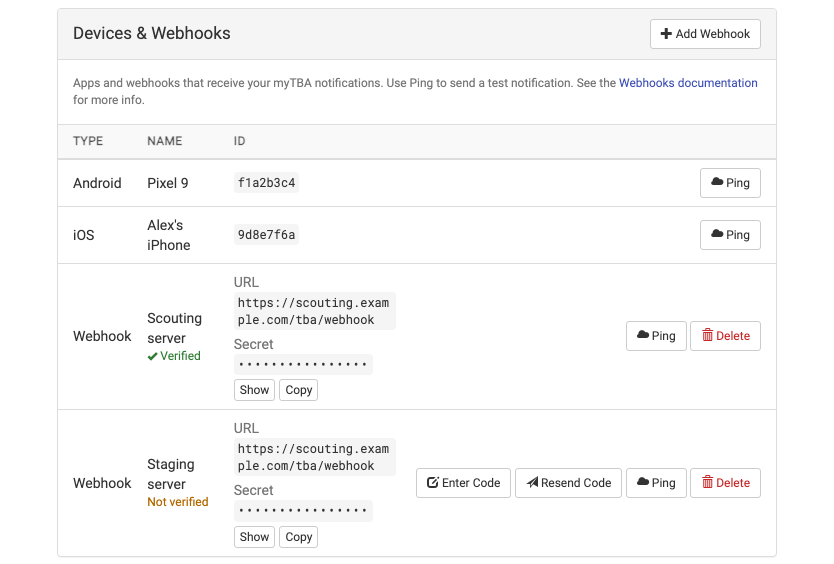 Devices & Webhooks
Add Webhook
Apps and webhooks that receive your myTBA notifications. Use Ping to send a test notification. See the Webhooks documentation
for more info.
TYPE NAME ID
Android Pixel 9 f1a2b3c4 Ping
iOS Alex's
iPhone 9d8e7f6a Ping
URL
https://scouting.exam
ple.com/tba/webhook
Webhook Scouting
server
Verified
Secret
••••••••••••••••
Show Copy
Ping Delete
URL
https://scouting.exam
ple.com/tba/webhook
Webhook Staging
server
Not verified
Secret
••••••••••••••••
Show Copy
Enter Code Resend Code Ping Delete